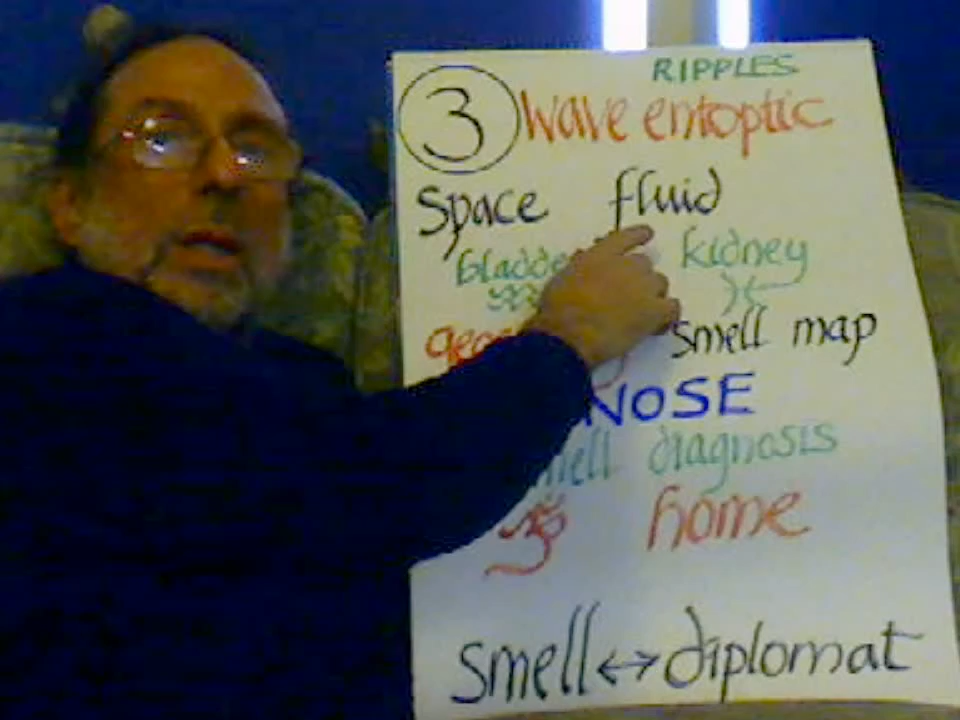 RIPPLES
3 Wave entoptic
Space fluid
kidney
smell map
NOSE
diagnosis
home
smell ↔ diplomat